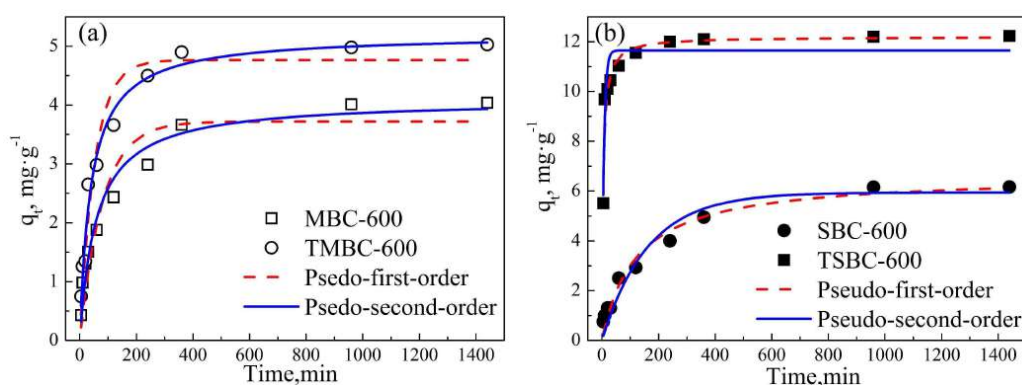 (a)
q_t, mg·g^-1
5
4
3
2
1
0
MBC-600
TMBC-600
Psedo-first-order
Psedo-second-order
0 200 400 600 800 1000 1200 1400
Time,min
(b)
q_t, mg·g^-1
12
10
8
6
4
2
0
SBC-600
TSBC-600
Pseudo-first-order
Pseudo-second-order
0 200 400 600 800 1000 1200 1400
Time,min